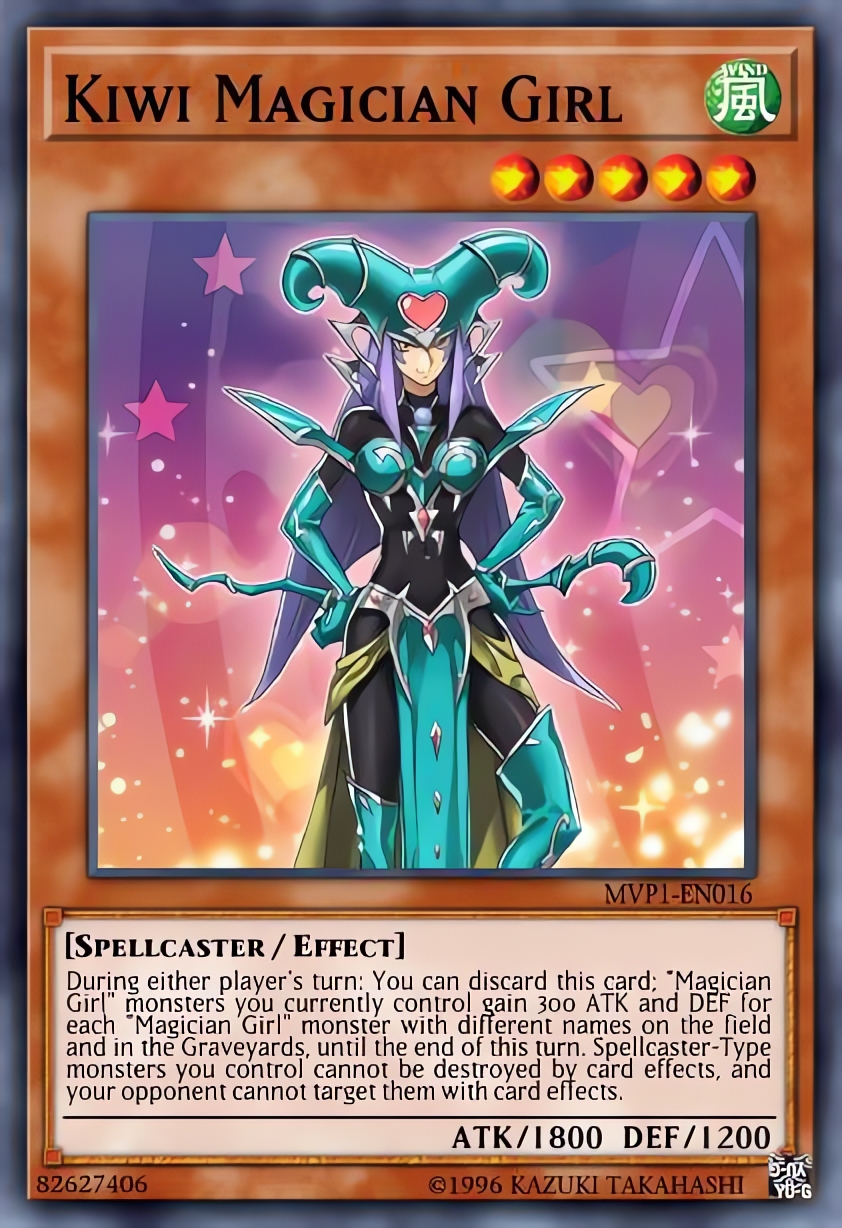 Kiwi Magician Girl
WIND
風
MVP1-EN016
[Spellcaster / Effect]
During either player's turn: You can discard this card; "Magician
Girl" monsters you currently control gain 300 ATK and DEF for
each "Magician Girl" monster with different names on the field
and in the Graveyards, until the end of this turn. Spellcaster-Type
monsters you control cannot be destroyed by card effects, and
your opponent cannot target them with card effects.
ATK/1800 DEF/1200
82627406
©1996 KAZUKI TAKAHASHI